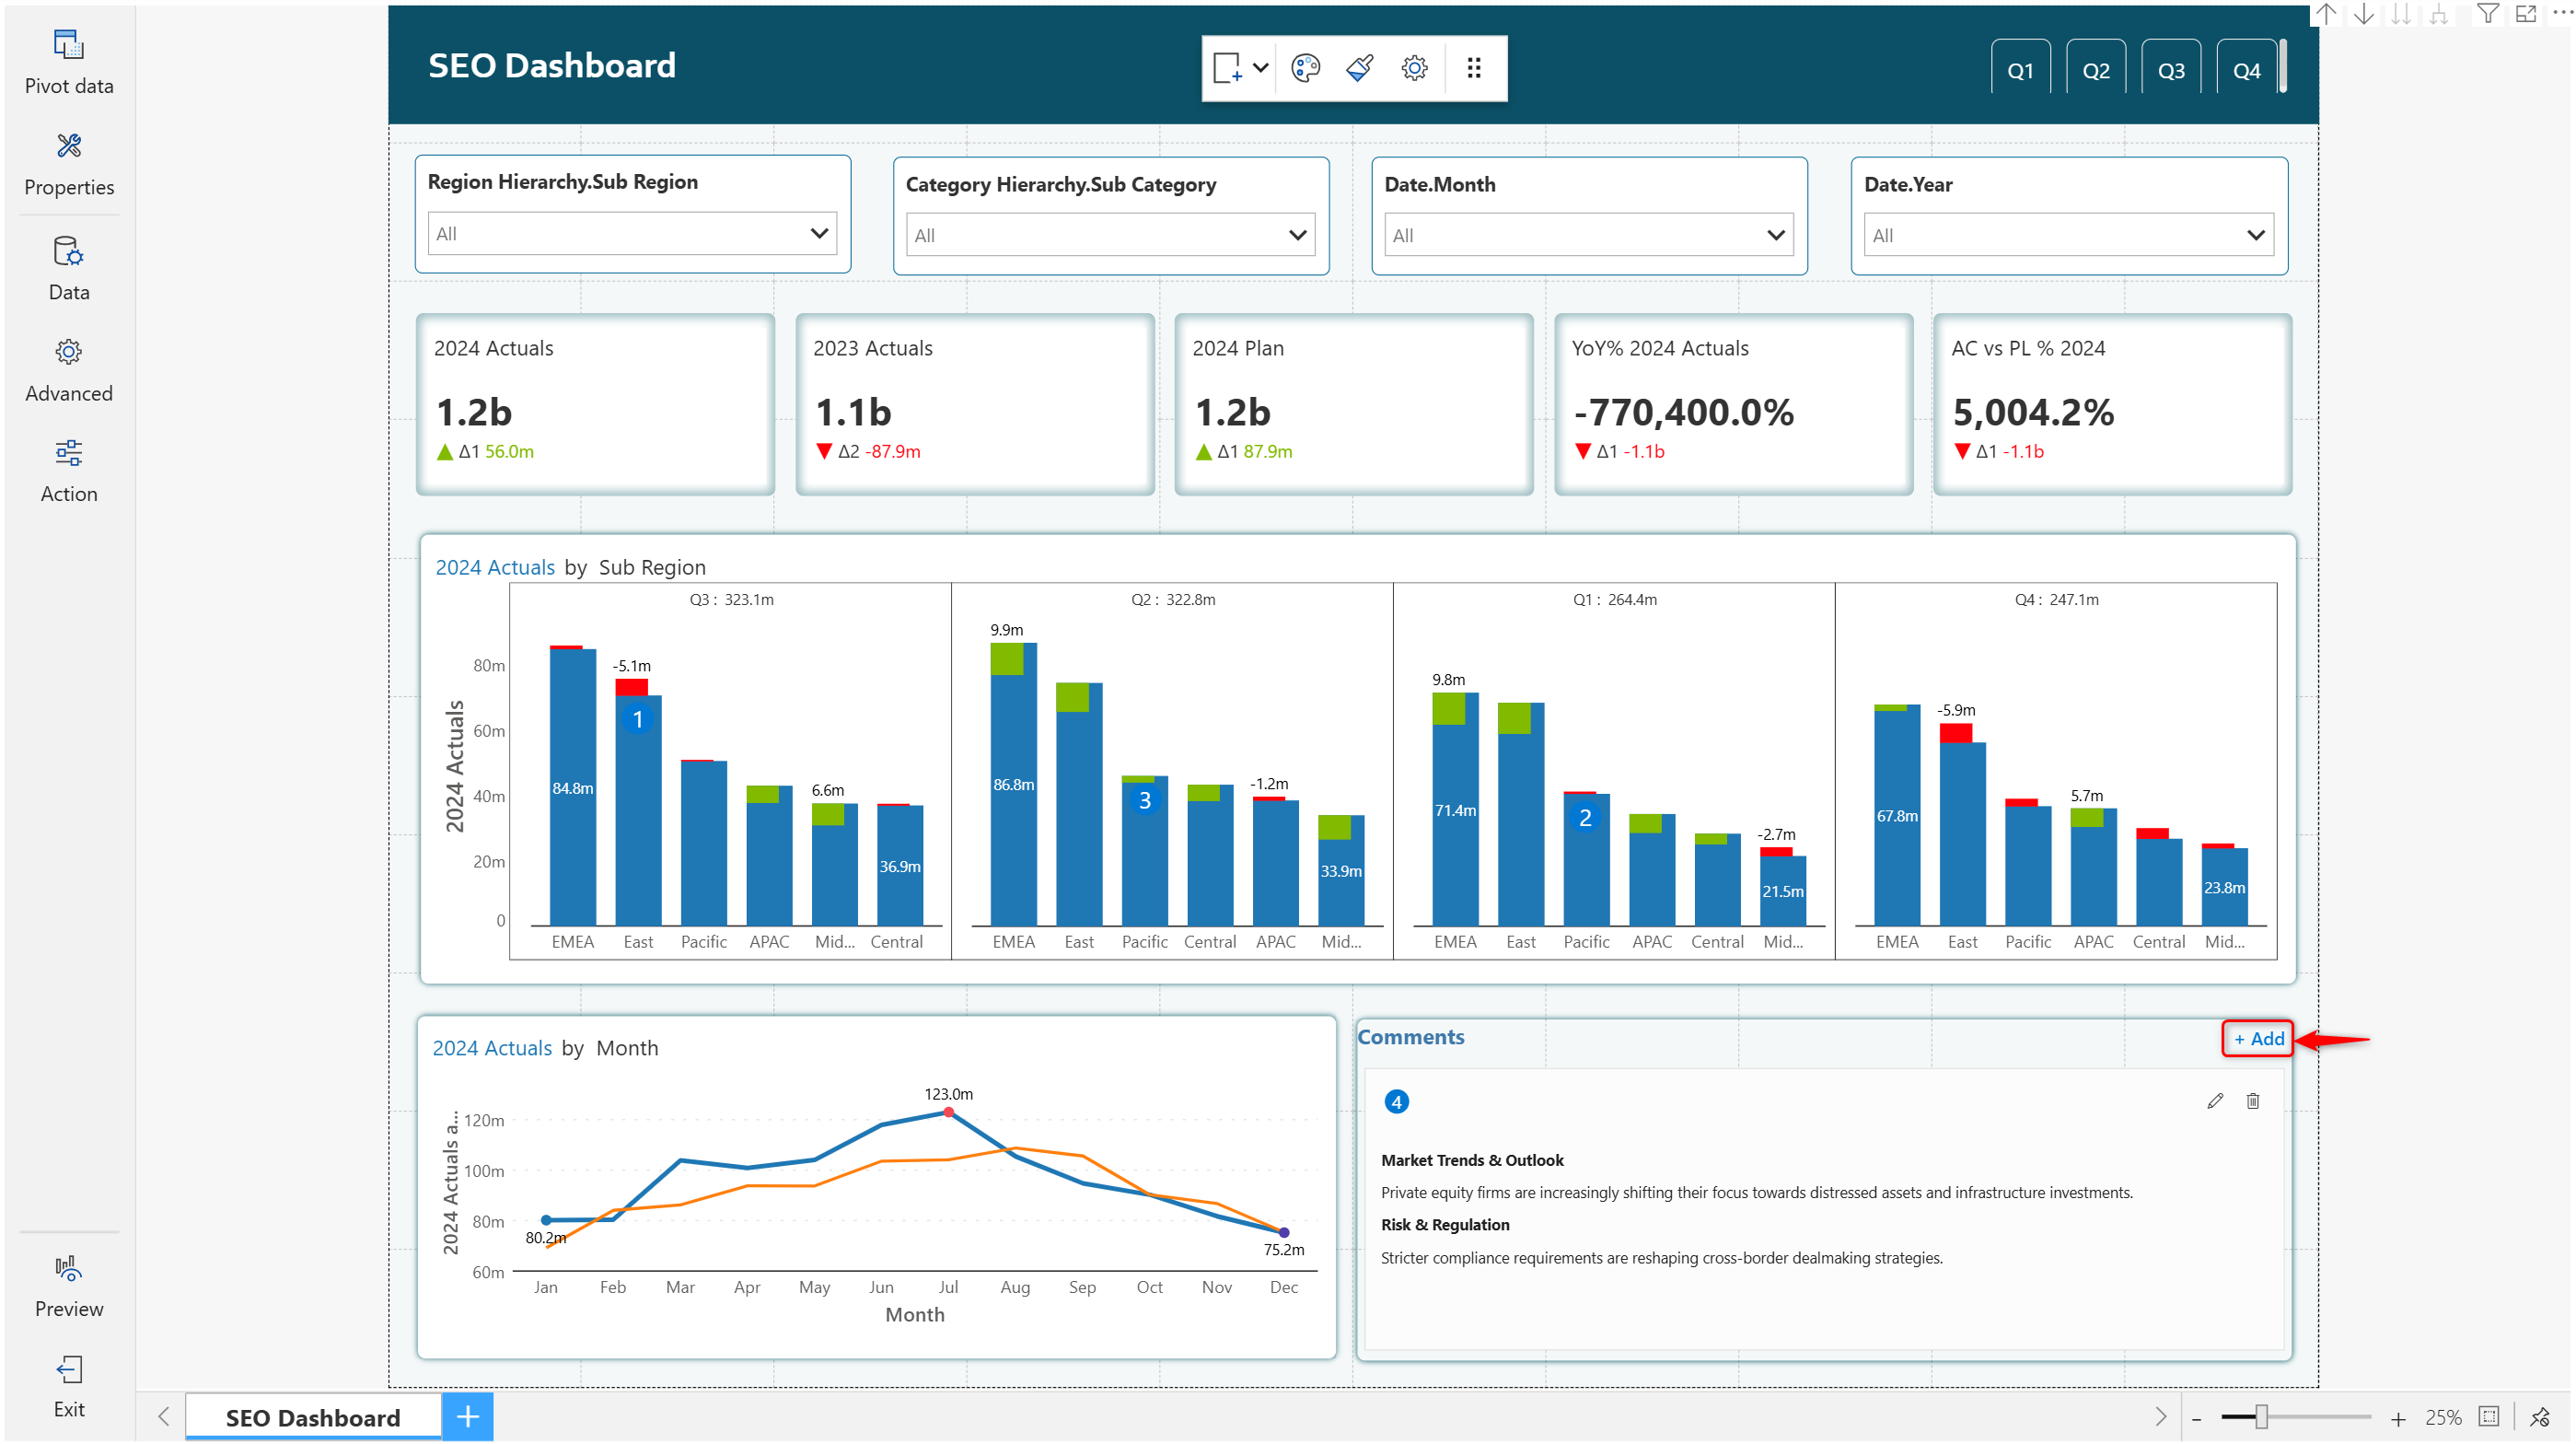 Pivot data
Properties
Data
Advanced
Action
Preview
Exit
SEO Dashboard
Q1 Q2 Q3 Q4
Region Hierarchy.Sub Region
All
Category Hierarchy.Sub Category
All
Date.Month
All
Date.Year
All
2024 Actuals
1.2b
▲ Δ1 56.0m
2023 Actuals
1.1b
▼ Δ2 -87.9m
2024 Plan
1.2b
▲ Δ1 87.9m
YoY% 2024 Actuals
-770,400.0%
▼ Δ1 -1.1b
AC vs PL % 2024
5,004.2%
▼ Δ1 -1.1b
2024 Actuals by Sub Region
2024 Actuals
80m
60m
40m
20m
0
Q3 : 323.1m
-5.1m
1
84.8m
6.6m
36.9m
EMEA East Pacific APAC Mid... Central
Q2 : 322.8m
9.9m
86.8m
3
-1.2m
33.9m
EMEA East Pacific Central APAC Mid...
Q1 : 264.4m
9.8m
71.4m
2
-2.7m
21.5m
EMEA East Pacific APAC Central Mid...
Q4 : 247.1m
-5.9m
67.8m
5.7m
23.8m
EMEA East Pacific APAC Central Mid...
2024 Actuals by Month
2024 Actuals a...
120m
100m
80m
60m
123.0m
80.2m
75.2m
Jan Feb Mar Apr May Jun Jul Aug Sep Oct Nov Dec
Month
Comments
+ Add
4
Market Trends & Outlook
Private equity firms are increasingly shifting their focus towards distressed assets and infrastructure investments.
Risk & Regulation
Stricter compliance requirements are reshaping cross-border dealmaking strategies.
SEO Dashboard
+
- + 25%